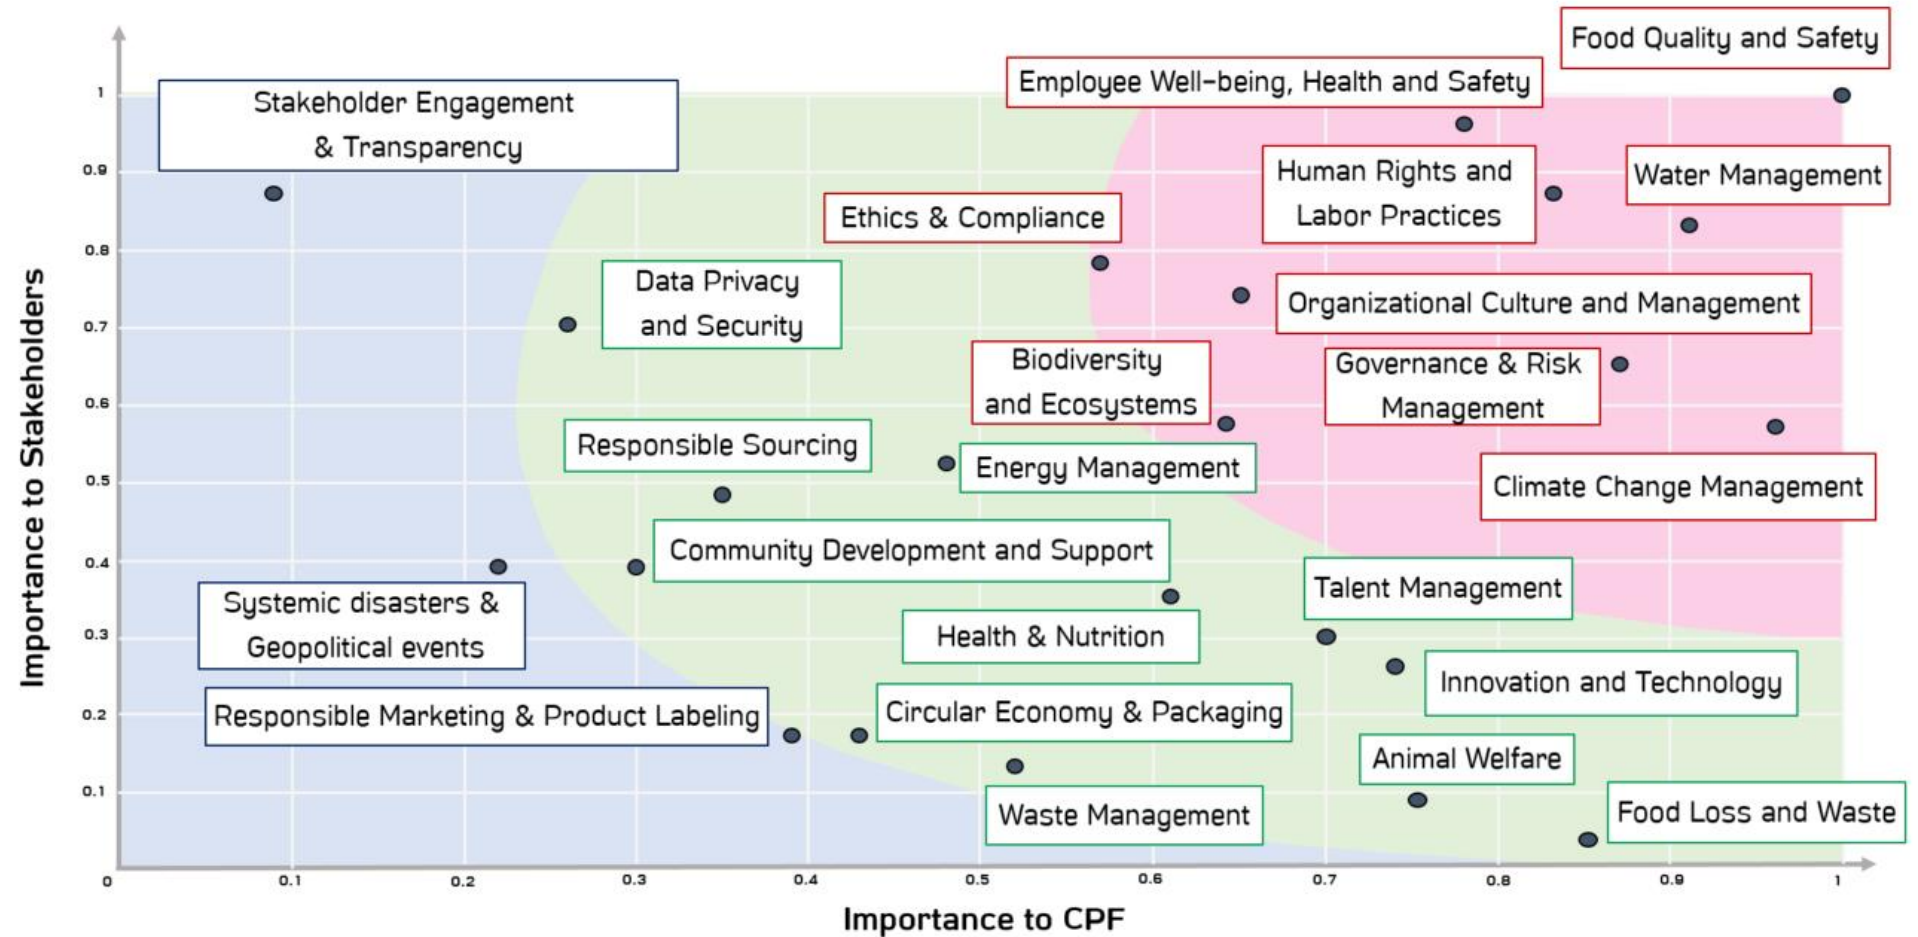 Food Quality and Safety
Employee Well-being, Health and Safety
1
Stakeholder Engagement
& Transparency
0.9
Human Rights and
Labor Practices
Water Management
Ethics & Compliance
0.8
Data Privacy
and Security
Organizational Culture and Management
0.7
Biodiversity
and Ecosystems
Governance & Risk
Management
0.6
Responsible Sourcing
Energy Management
0.5
Climate Change Management
Community Development and Support
0.4
Talent Management
Systemic disasters &
Geopolitical events
0.3
Health & Nutrition
Innovation and Technology
0.2
Responsible Marketing & Product Labeling
Circular Economy & Packaging
Animal Welfare
0.1
Waste Management
Food Loss and Waste
Importance to Stakeholders
0
0.1
0.2
0.3
0.4
0.5
0.6
0.7
0.8
0.9
1
Importance to CPF